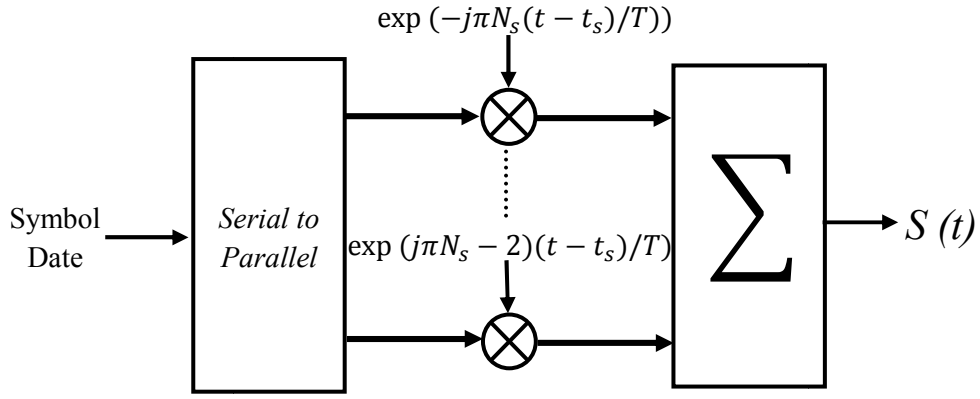 exp (−jπN_s(t − t_s)/T))
Symbol
Date
Serial to
Parallel
exp (jπN_s − 2)(t − t_s)/T)
∑
S (t)